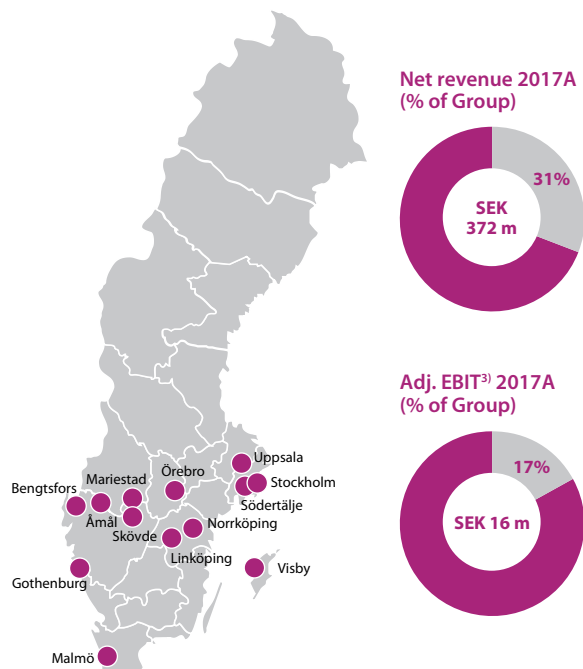 Net revenue 2017A
(% of Group)
31%
SEK
372 m
Adj. EBIT3) 2017A
(% of Group)
17%
SEK 16 m
Uppsala
Stockholm
Södertälje
Örebro
Mariestad
Bengtsfors
Åmål
Skövde
Norrköping
Linköping
Visby
Gothenburg
Malmö